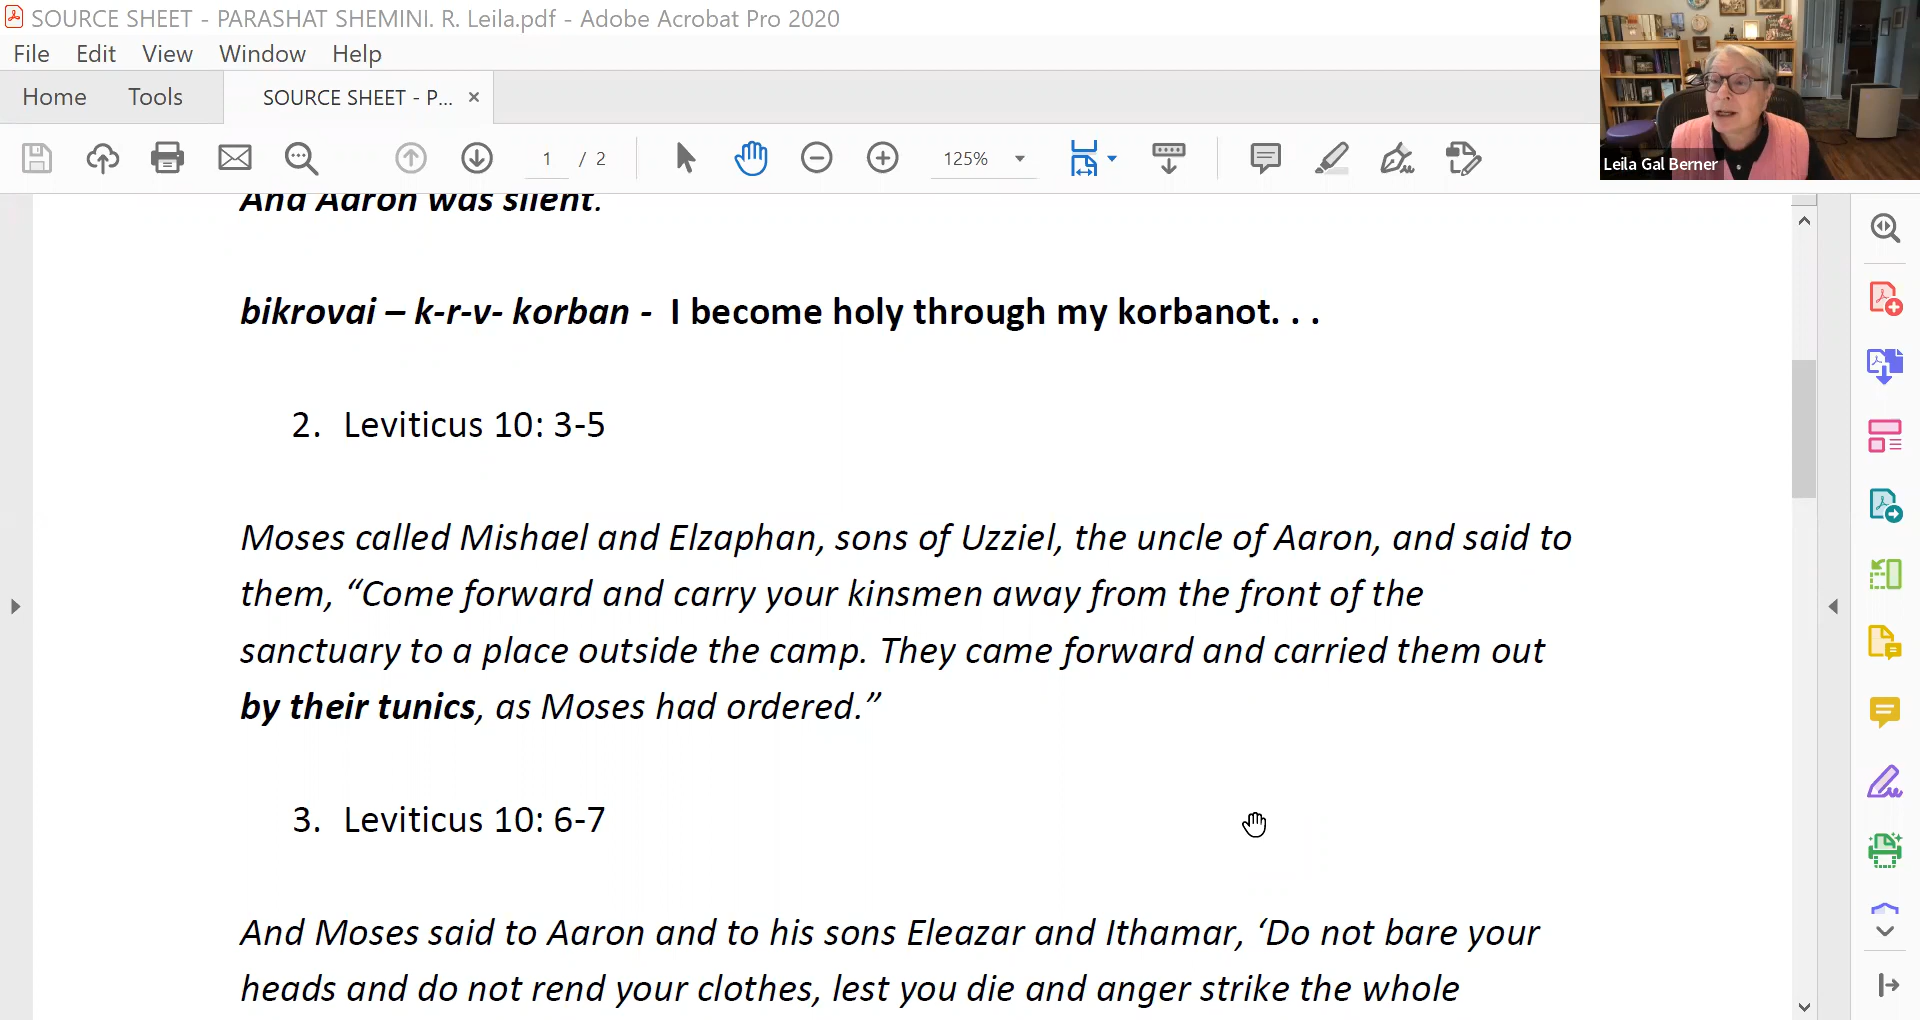 SOURCE SHEET - PARASHAT SHEMINI. R. Leila.pdf - Adobe Acrobat Pro 2020
File Edit View Window Help
Home Tools SOURCE SHEET - P... ×
1 / 2 125%
Leila Gal Berner
And Aaron was silent.
bikrovai – k-r-v- korban - I become holy through my korbanot. . .
2. Leviticus 10: 3-5
Moses called Mishael and Elzaphan, sons of Uzziel, the uncle of Aaron, and said to
them, “Come forward and carry your kinsmen away from the front of the
sanctuary to a place outside the camp. They came forward and carried them out
by their tunics, as Moses had ordered.”
3. Leviticus 10: 6-7
And Moses said to Aaron and to his sons Eleazar and Ithamar, ‘Do not bare your
heads and do not rend your clothes, lest you die and anger strike the whole